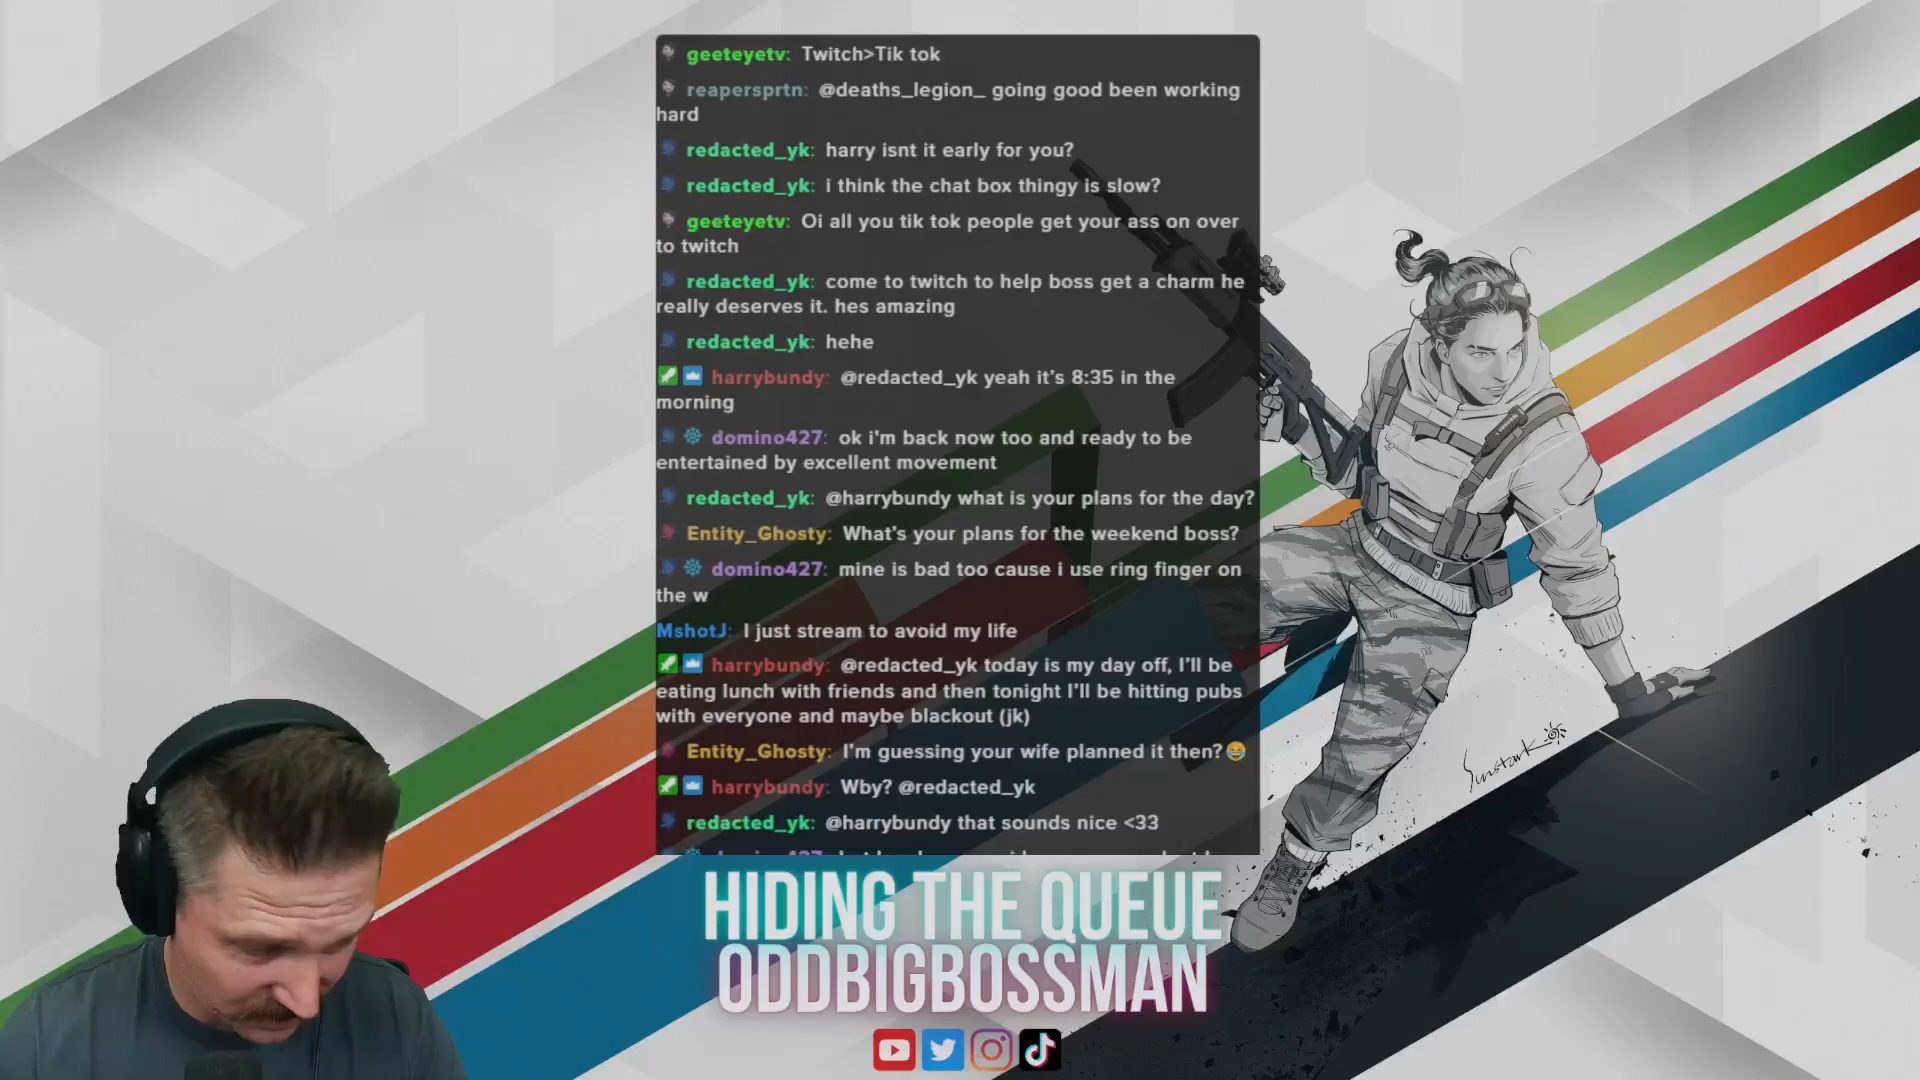 geeteyetv: Twitch>Tik tok
reapersprtn: @deaths_legion_ going good been working
hard
redacted_yk: harry isnt it early for you?
redacted_yk: i think the chat box thingy is slow?
geeteyetv: Oi all you tik tok people get your ass on over
to twitch
redacted_yk: come to twitch to help boss get a charm he
really deserves it. hes amazing
redacted_yk: hehe
harrybundy: @redacted_yk yeah it's 8:35 in the
morning
domino427: ok i'm back now too and ready to be
entertained by excellent movement
redacted_yk: @harrybundy what is your plans for the day?
Entity_Ghosty: What's your plans for the weekend boss?
domino427: mine is bad too cause i use ring finger on
the w
MshotJ: I just stream to avoid my life
harrybundy: @redacted_yk today is my day off, I'll be
eating lunch with friends and then tonight I'll be hitting pubs
with everyone and maybe blackout (jk)
Entity_Ghosty: I'm guessing your wife planned it then?😂
harrybundy: Wby? @redacted_yk
redacted_yk: @harrybundy that sounds nice <33
HIDING THE QUEUE
ODDBIGBOSSMAN
Sunstark